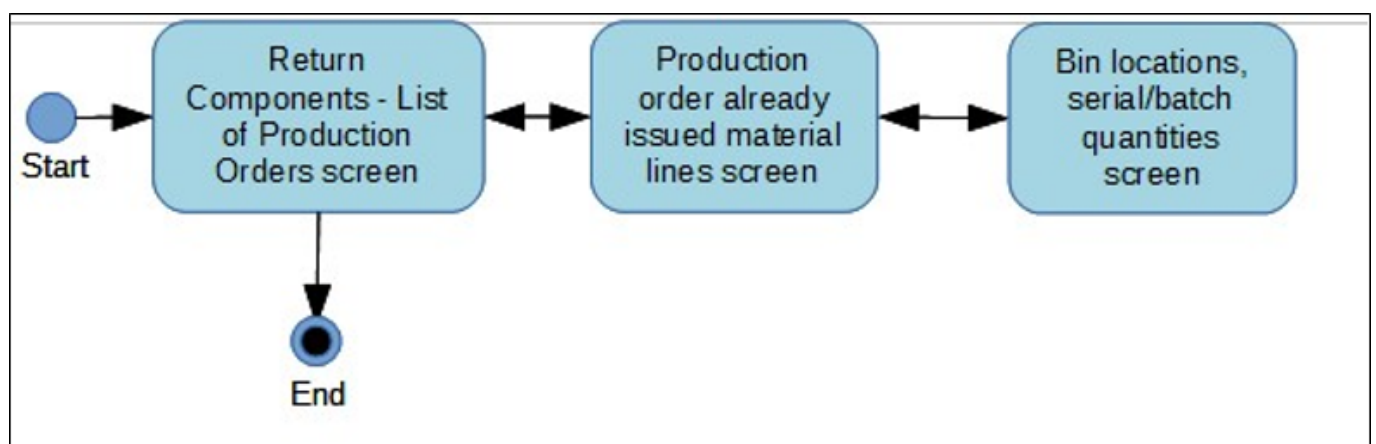 Start
Return
Components - List
of Production
Orders screen
Production
order already
issued material
lines screen
Bin locations,
serial/batch
quantities
screen
End